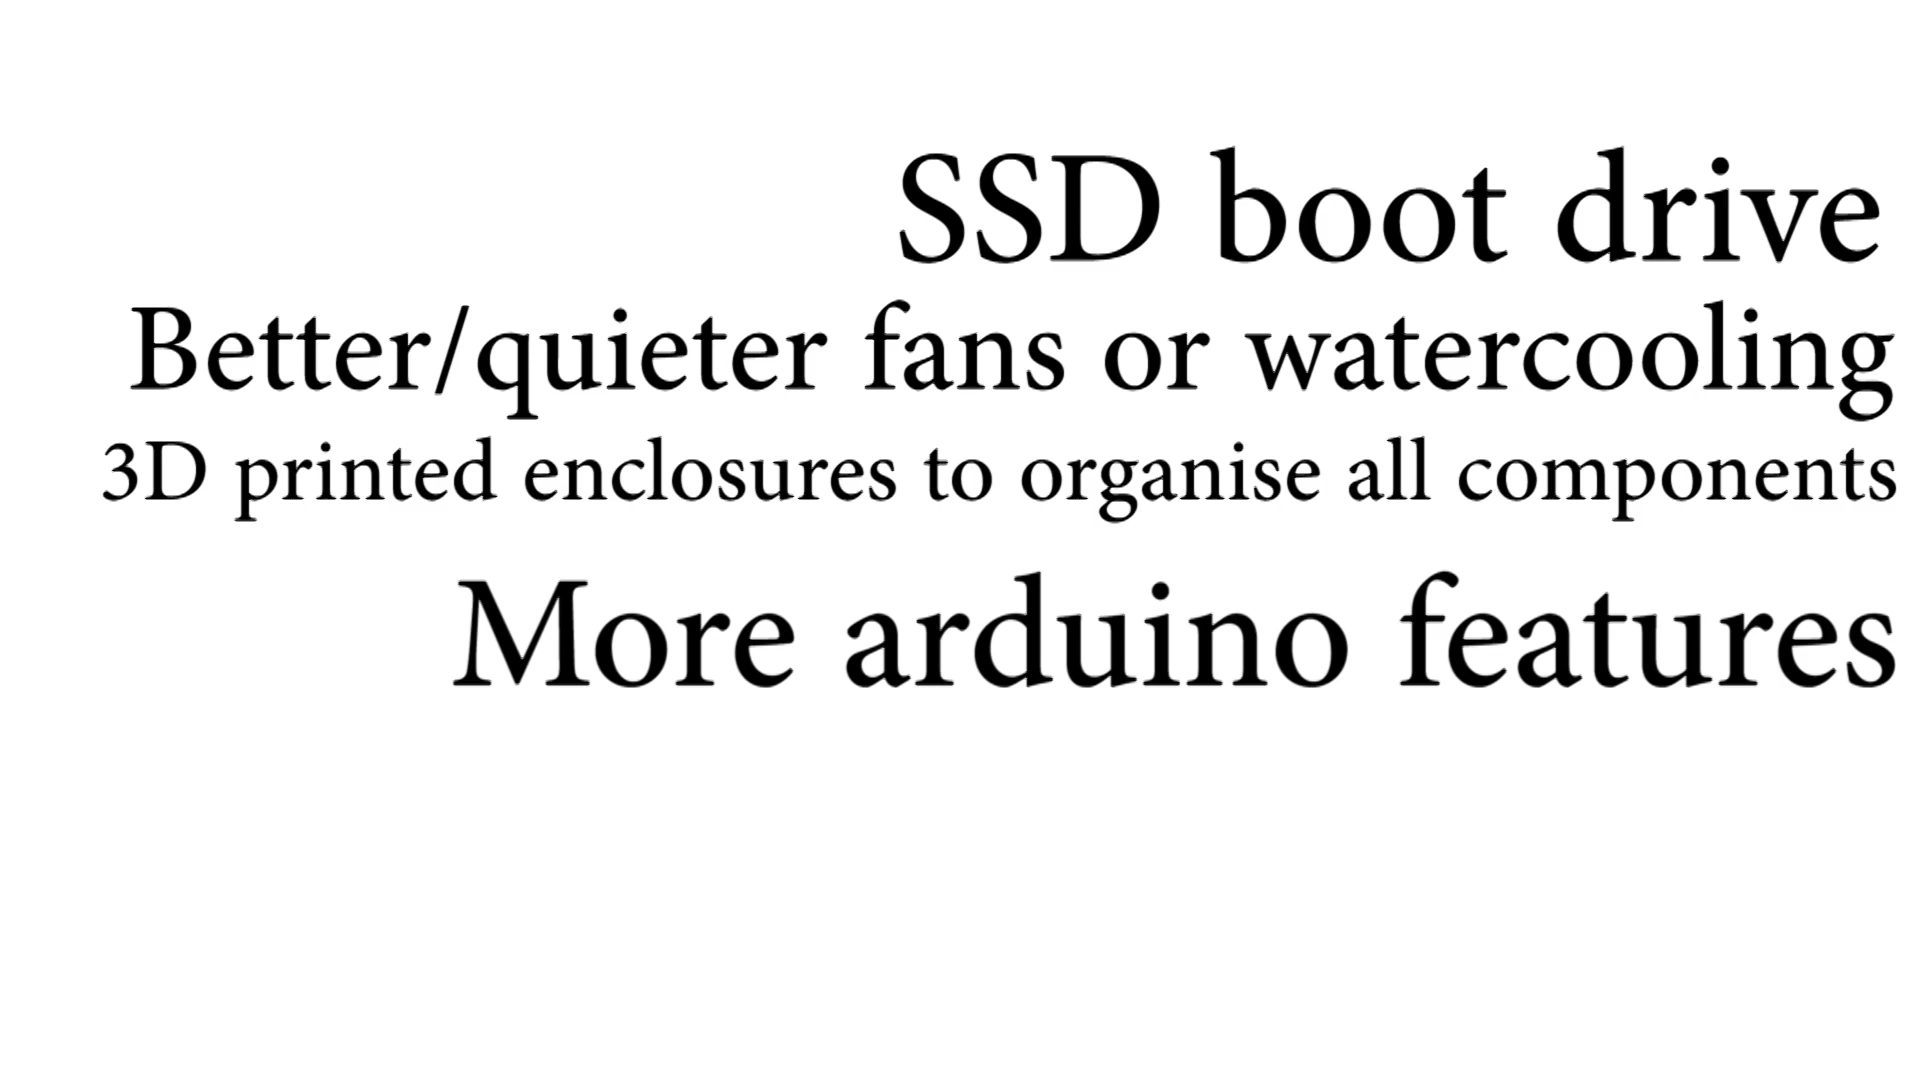 SSD boot drive
Better/quieter fans or watercooling
3D printed enclosures to organise all components
More arduino features